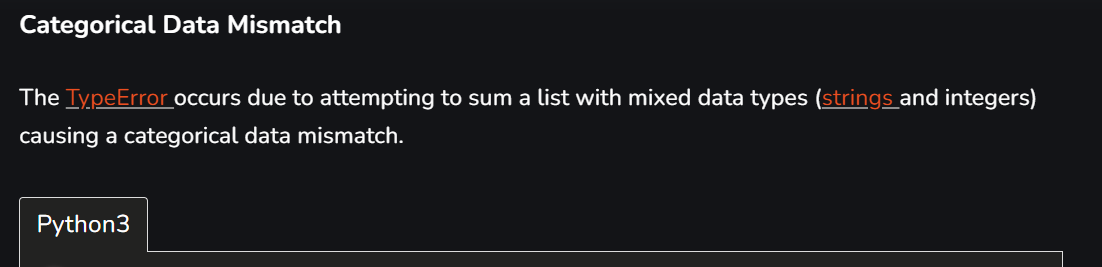 Categorical Data Mismatch
The TypeError occurs due to attempting to sum a list with mixed data types (strings and integers)
causing a categorical data mismatch.
Python3